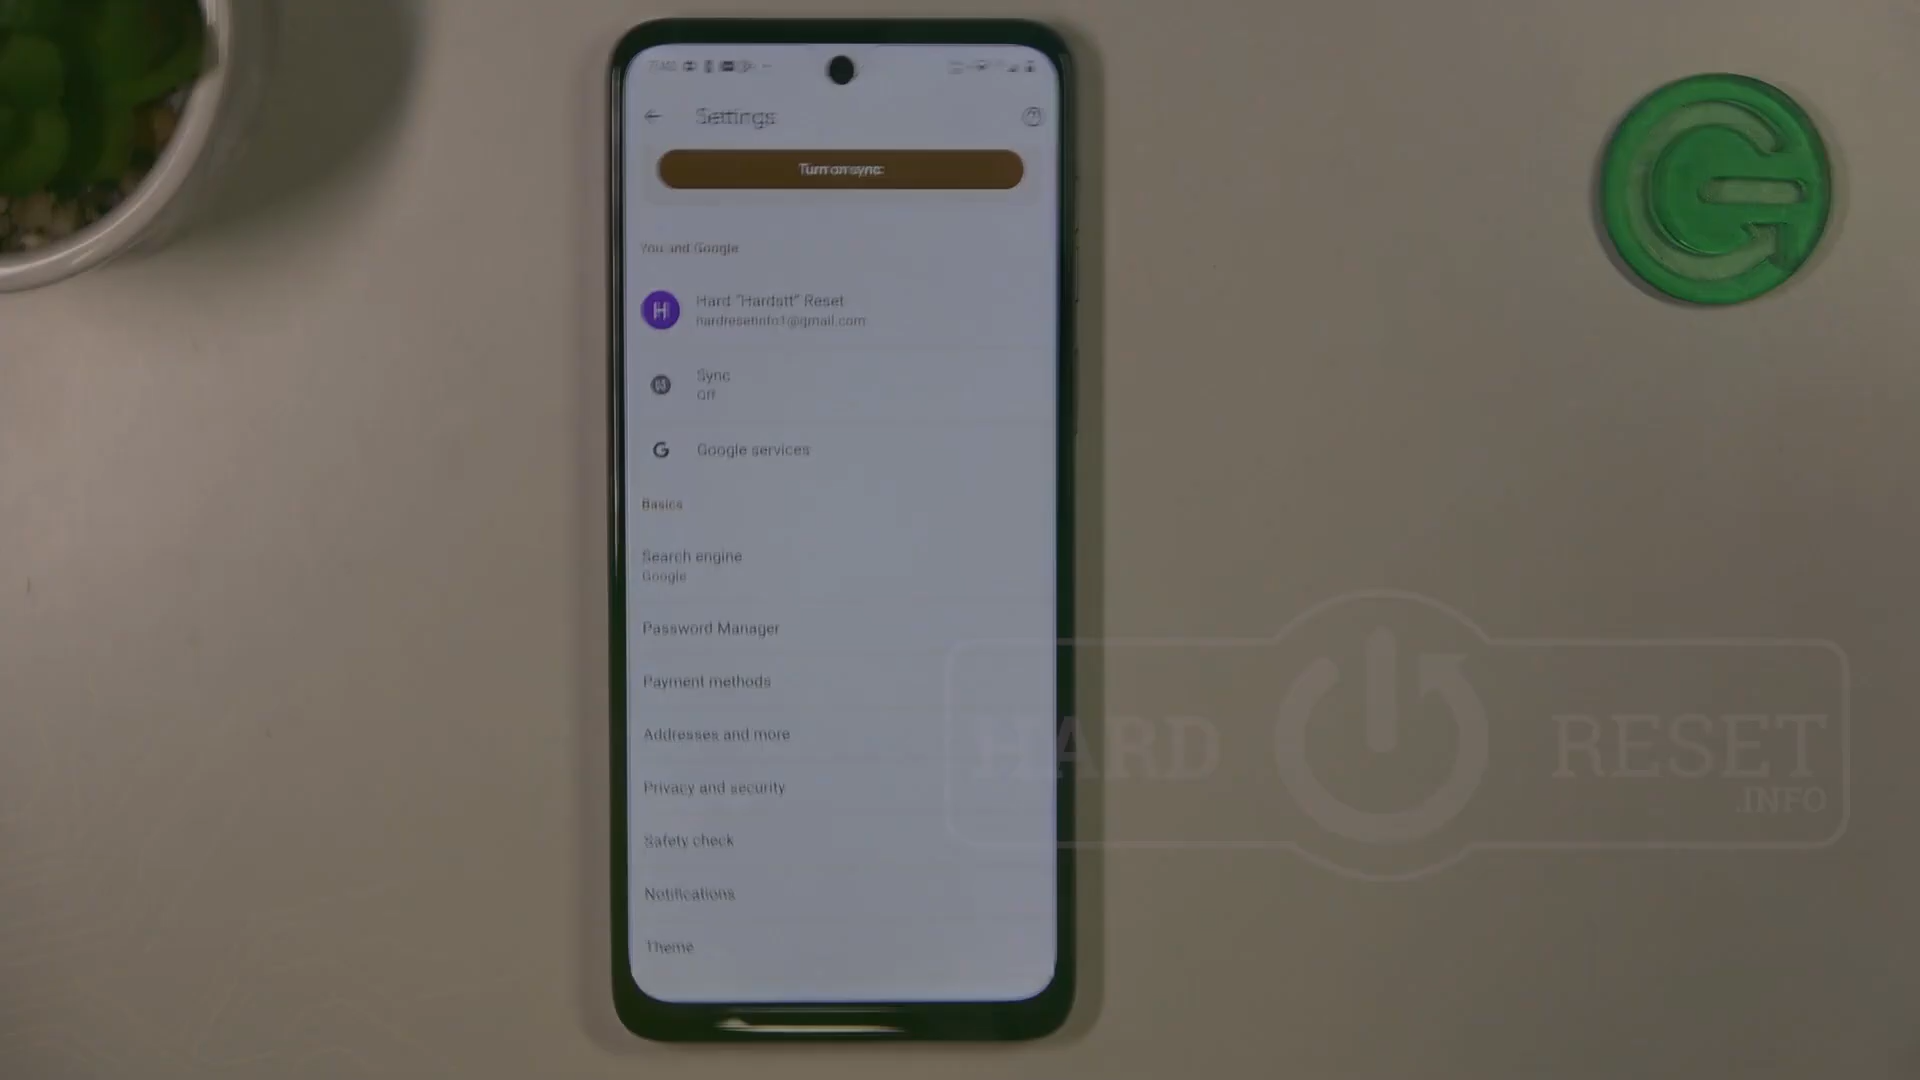 Settings
Turn on sync
You and Google
H
Hard "Hardstt" Reset
hardresetinfo1@gmail.com
Sync
Off
Google services
Basics
Search engine
Google
Password Manager
Payment methods
Addresses and more
Privacy and security
Safety check
Notifications
Theme
HARD RESET
.INFO